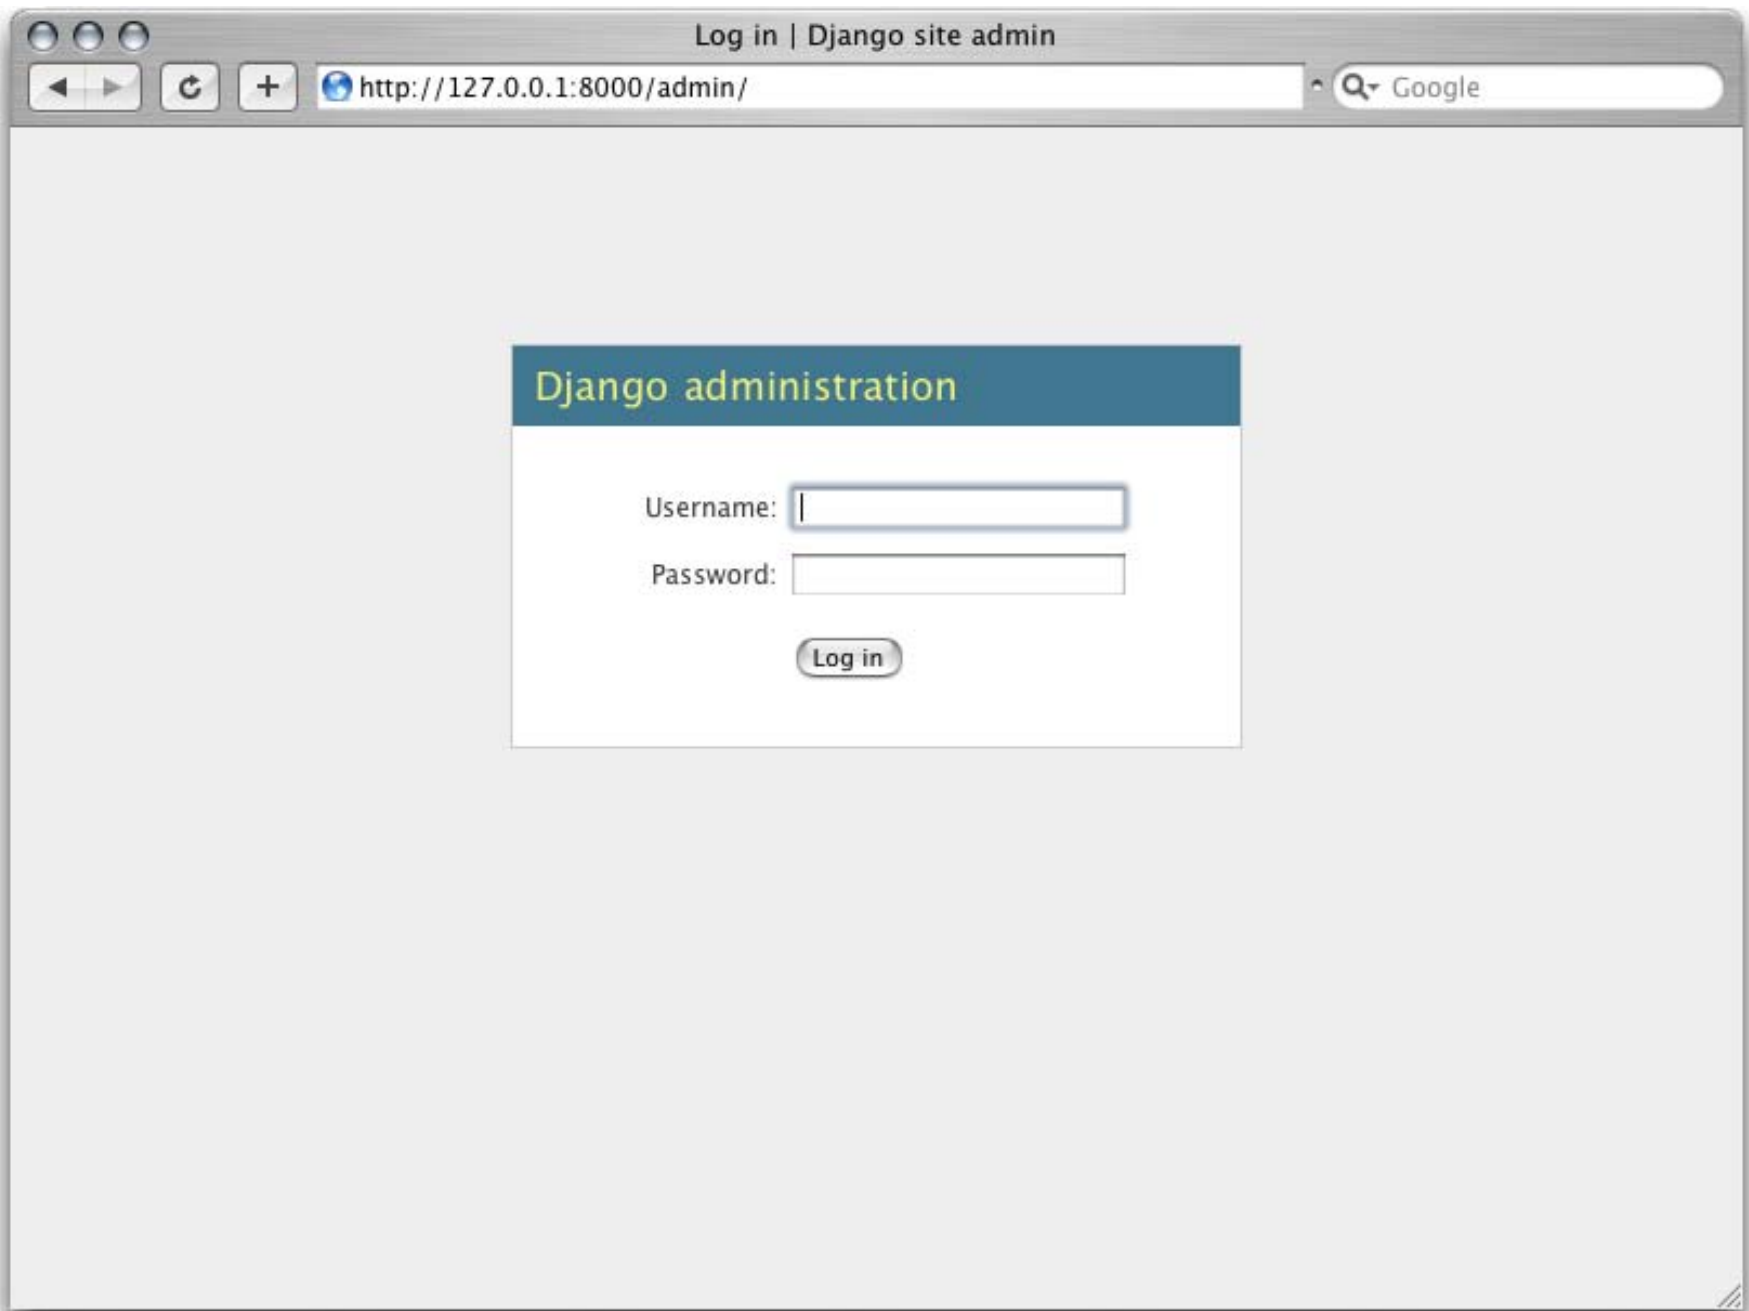 Log in | Django site admin
http://127.0.0.1:8000/admin/
Google
Django administration
Username:
Password:
Log in